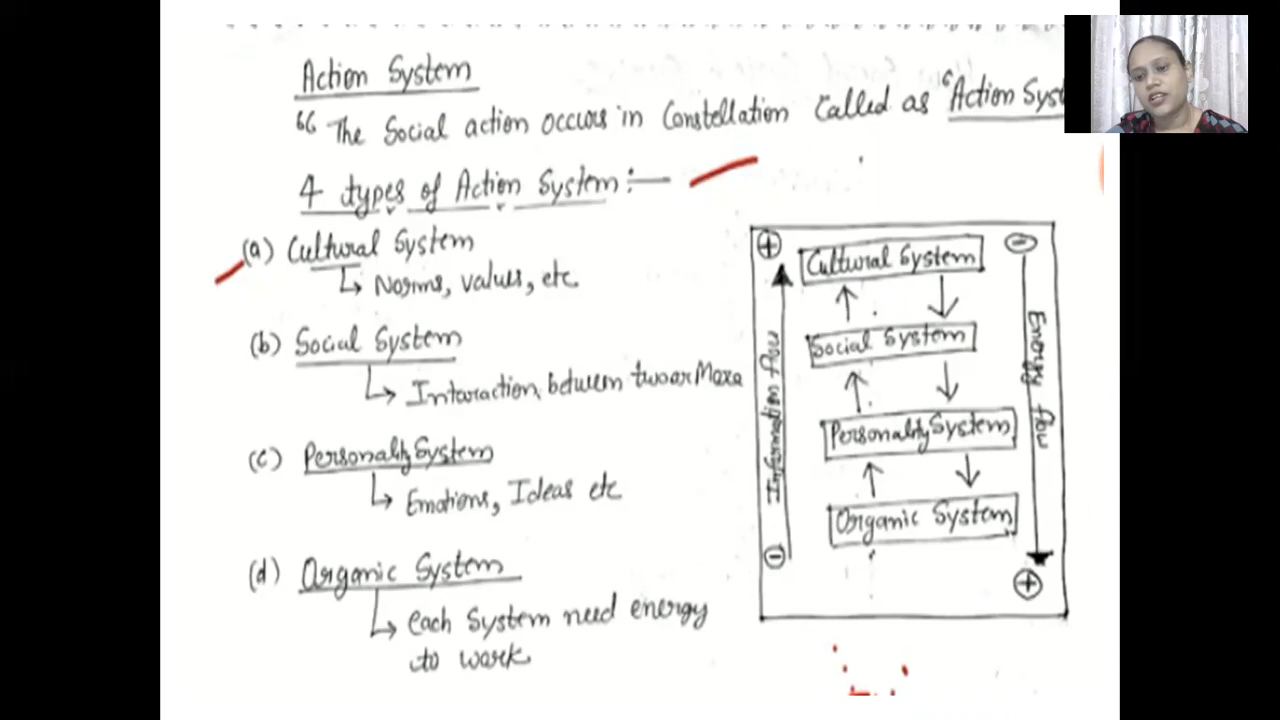 Action System
“ The Social action occurs in Constellation Called as ‘Action Syst
4 types of Action System :—
(a) Cultural System
↳ Norms, values, etc
(b) Social System
↳ Interaction between two or More
(c) Personality System
↳ Emotions, Ideas etc
(d) Organic System
↳ each System need energy
to work
+
Cultural System
-
Social System
Personality System
Organic System
Information flow
Energy flow
-
+